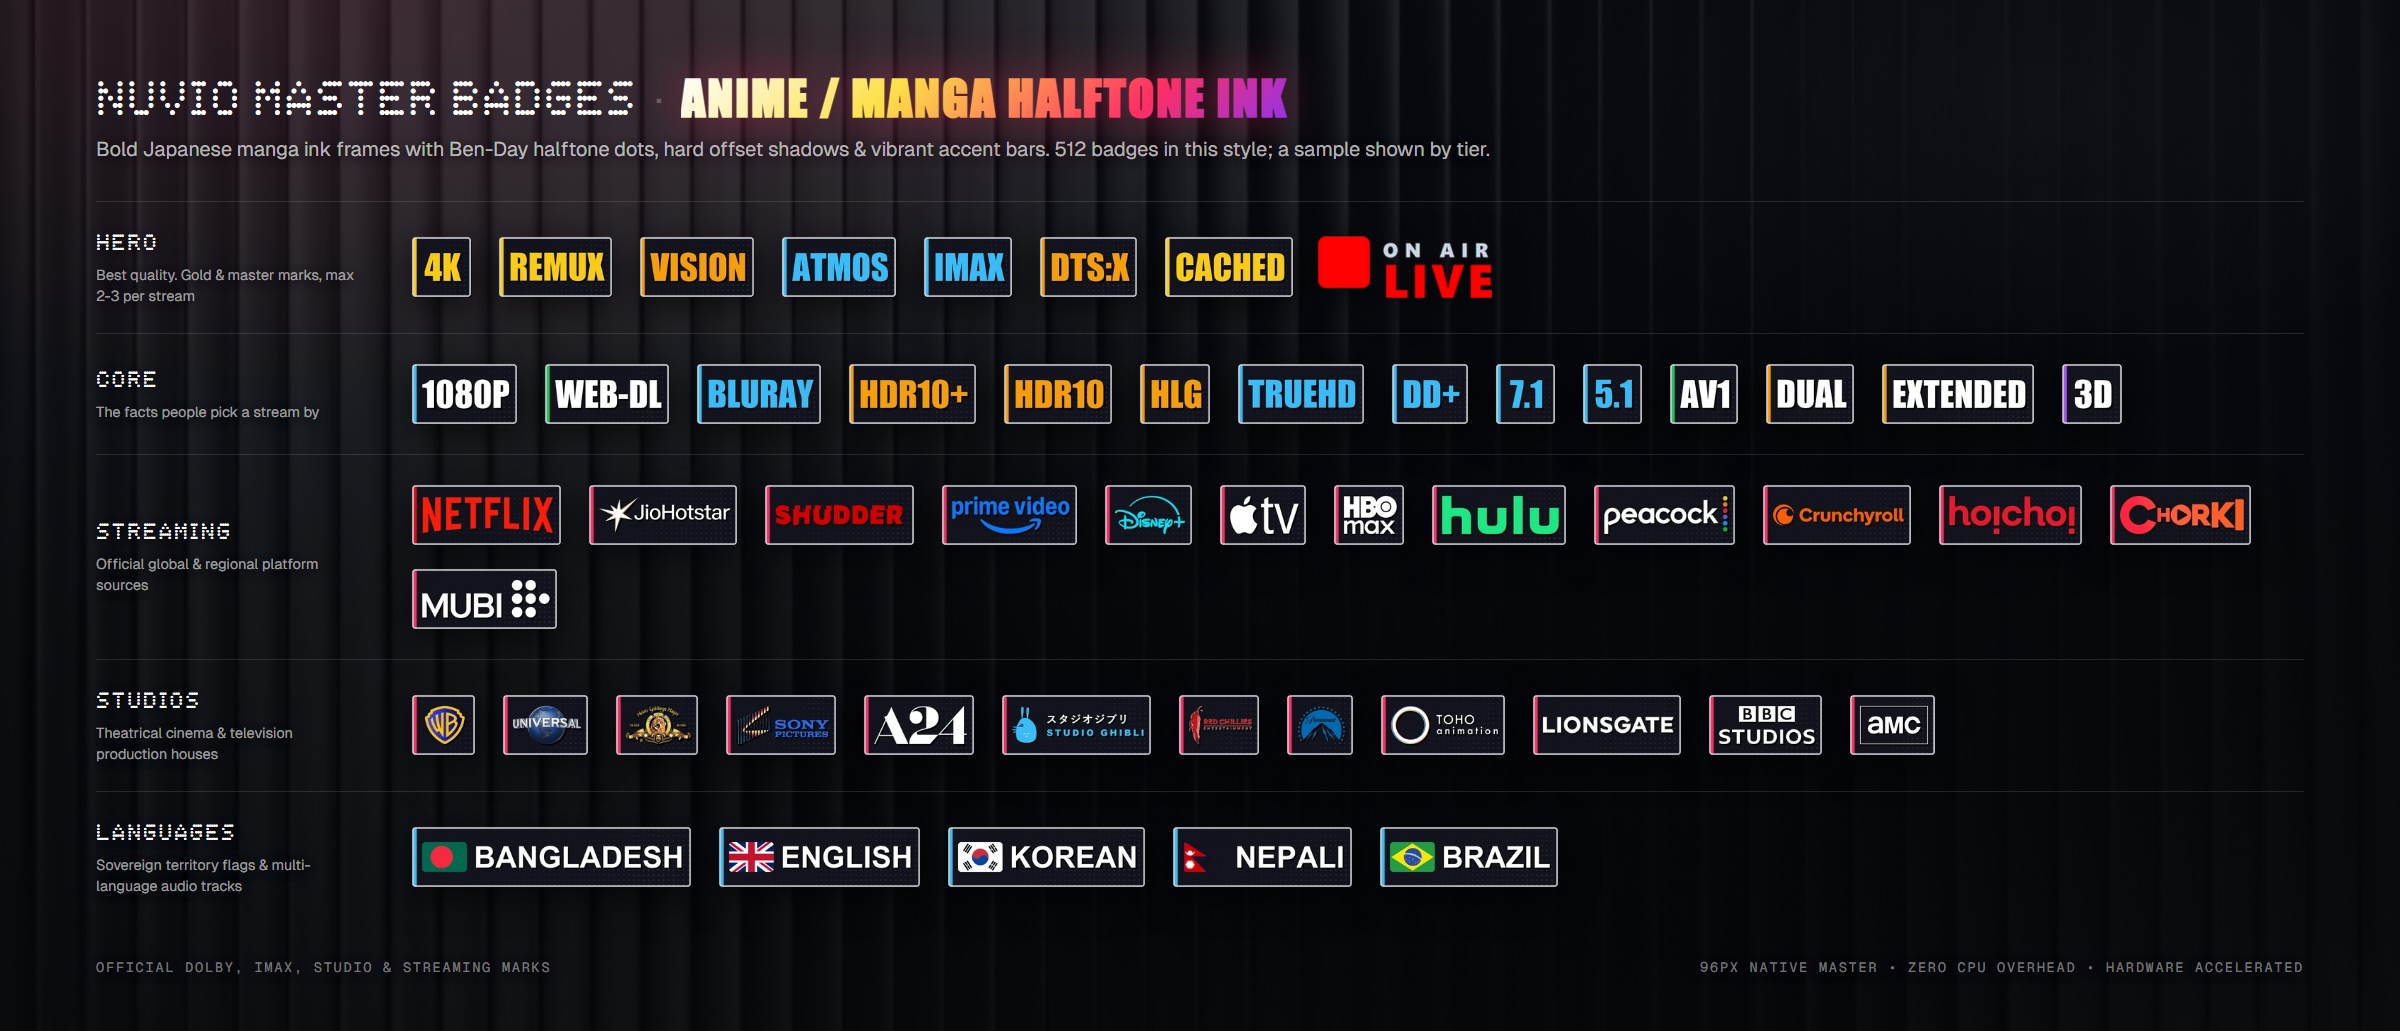 NUVIO MASTER BADGES · ANIME / MANGA HALFTONE INK
Bold Japanese manga ink frames with Ben-Day halftone dots, hard offset shadows & vibrant accent bars. 512 badges in this style; a sample shown by tier.
HERO
Best quality. Gold & master marks, max
2-3 per stream
4K REMUX VISION ATMOS IMAX DTS:X CACHED ON AIR
LIVE
CORE
The facts people pick a stream by
1080P WEB-DL BLURAY HDR10+ HDR10 HLG TRUEHD DD+ 7.1 5.1 AV1 DUAL EXTENDED 3D
STREAMING
Official global & regional platform
sources
NETFLIX JioHotstar SHUDDER prime video Disney+ tv HBO max hulu peacock Crunchyroll hoichoi CHORKI
MUBI
STUDIOS
Theatrical cinema & television
production houses
WB UNIVERSAL SONY PICTURES A24 スタジオジブリ STUDIO GHIBLI RED CHILLIES ENTERTAINMENT Paramount TOHO animation LIONSGATE BBC STUDIOS aMC
LANGUAGES
Sovereign territory flags & multi-
language audio tracks
BANGLADESH ENGLISH KOREAN NEPALI BRAZIL
OFFICIAL DOLBY, IMAX, STUDIO & STREAMING MARKS
96PX NATIVE MASTER • ZERO CPU OVERHEAD • HARDWARE ACCELERATED